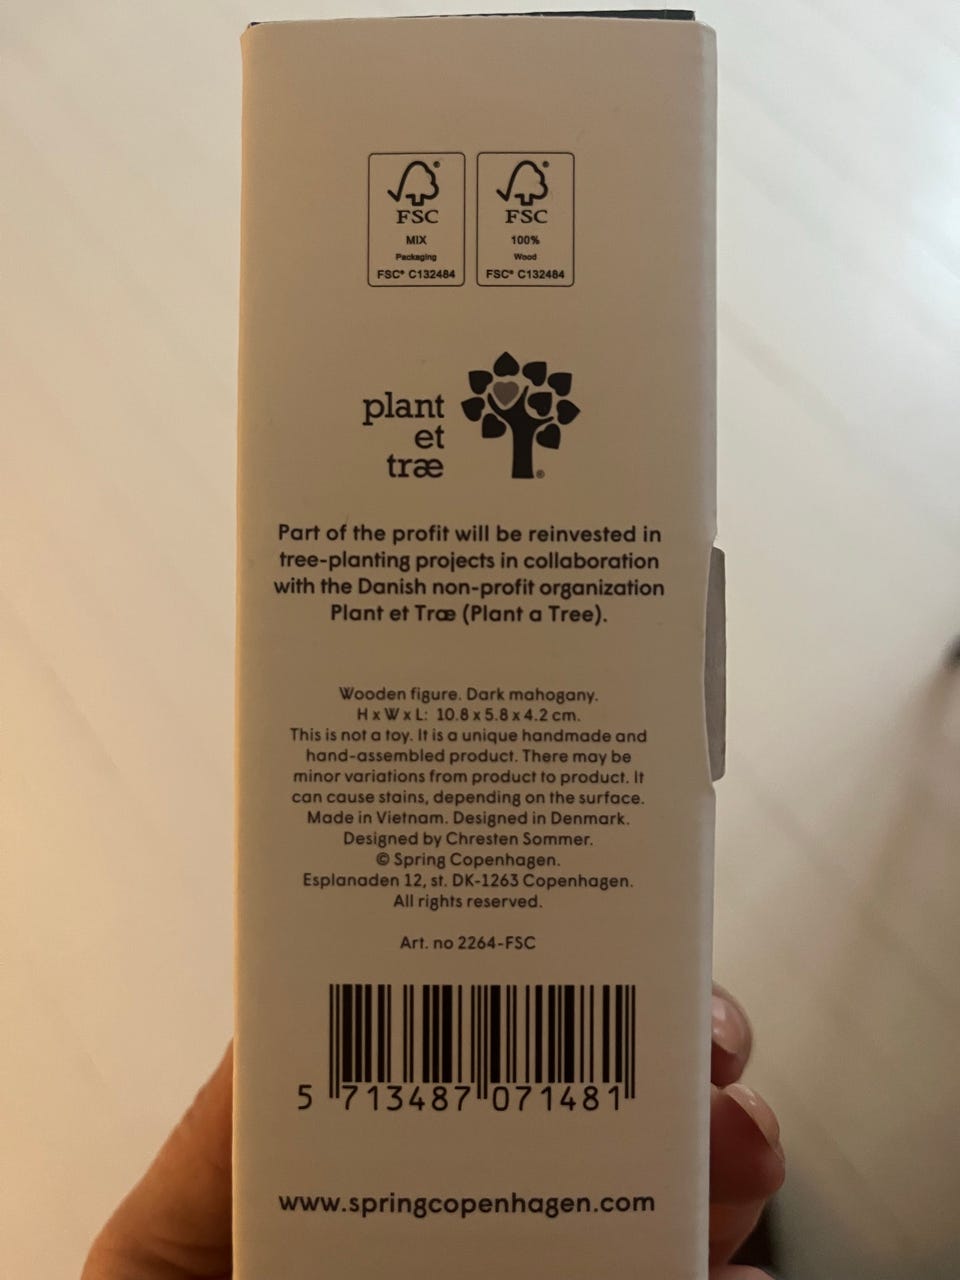 FSC
MIX
Packaging
FSC® C132484
FSC
100%
Wood
FSC® C132484
plant
et
træ
Part of the profit will be reinvested in
tree-planting projects in collaboration
with the Danish non-profit organization
Plant et Træ (Plant a Tree).
Wooden figure. Dark mahogany.
H x W x L: 10.8 x 5.8 x 4.2 cm.
This is not a toy. It is a unique handmade and
hand-assembled product. There may be
minor variations from product to product. It
can cause stains, depending on the surface.
Made in Vietnam. Designed in Denmark.
Designed by Chresten Sommer.
© Spring Copenhagen.
Esplanaden 12, st. DK-1263 Copenhagen.
All rights reserved.
Art. no 2264-FSC
5 713487 071481
www.springcopenhagen.com